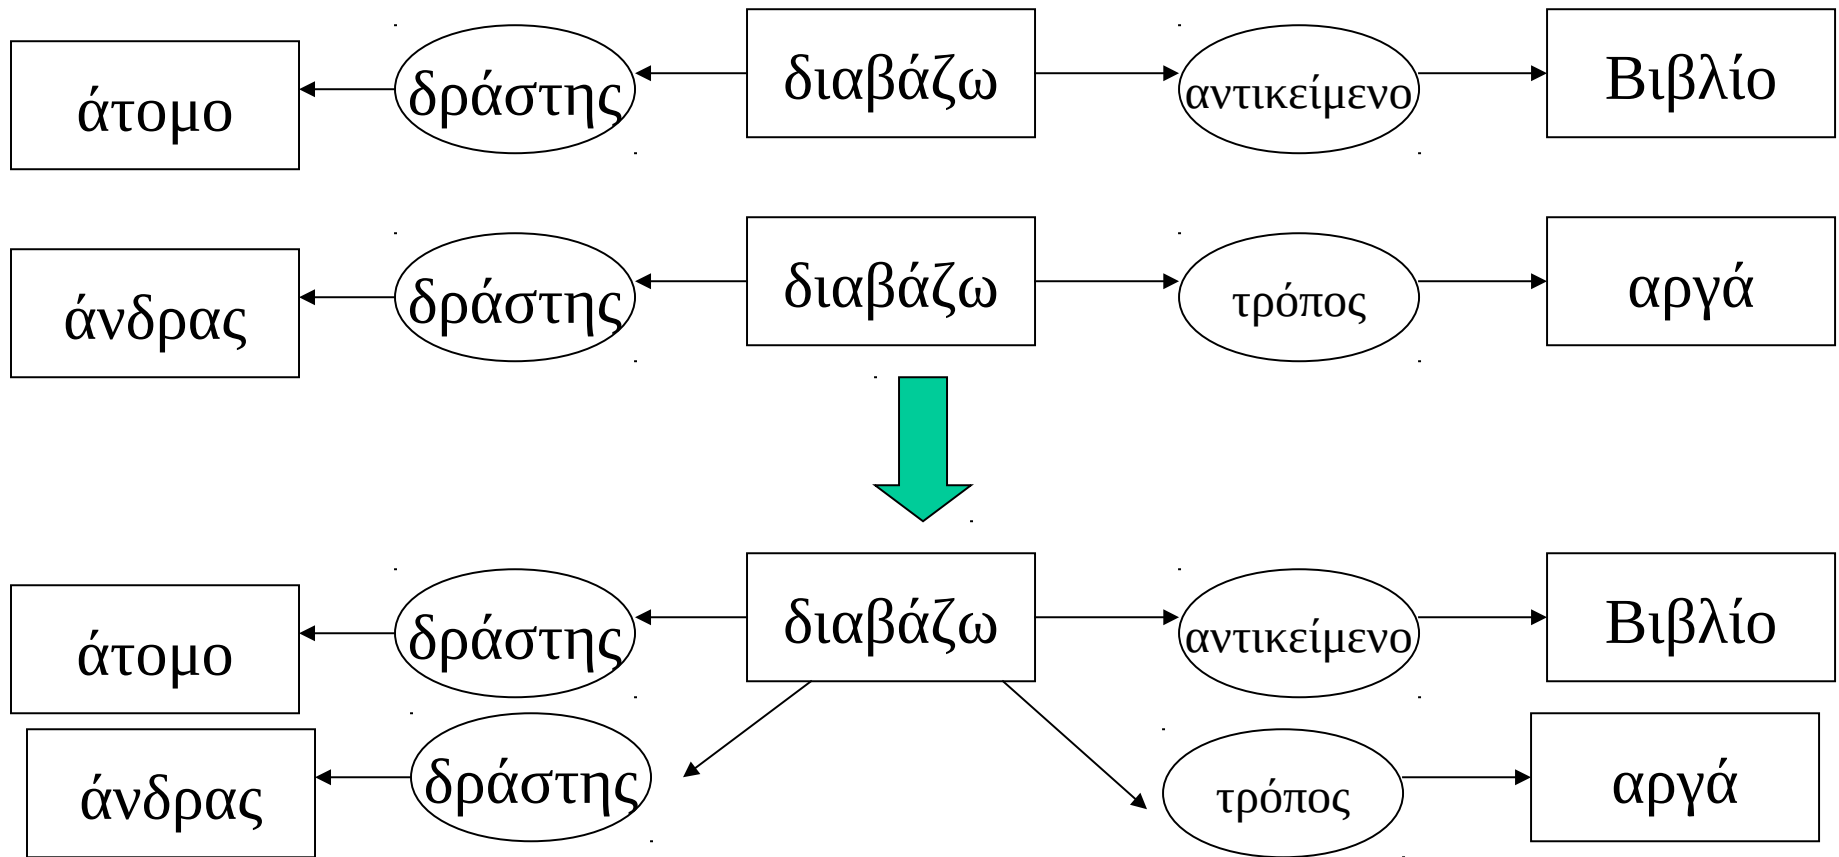 άτομο δράστης διαβάζω αντικείμενο Βιβλίο
άνδρας δράστης διαβάζω τρόπος αργά
άτομο δράστης διαβάζω αντικείμενο Βιβλίο
άνδρας δράστης τρόπος αργά